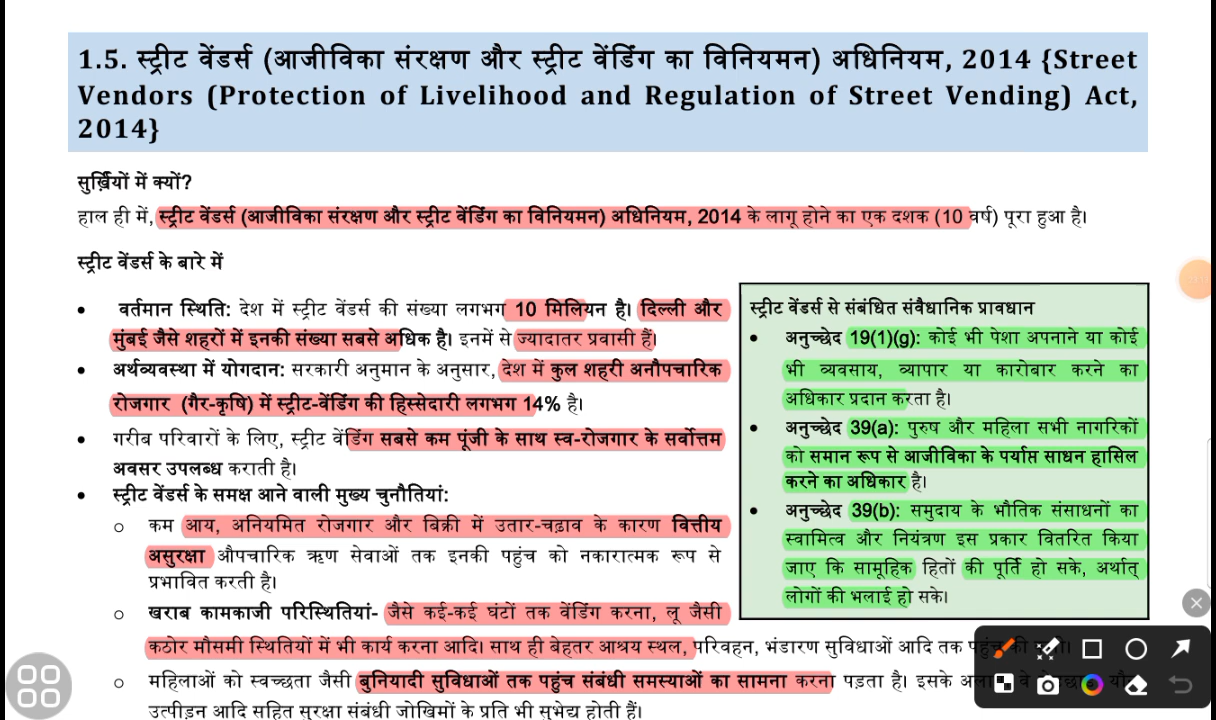 1.5. स्ट्रीट वेंडर्स (आजीविका संरक्षण और स्ट्रीट वेंडिंग का विनियमन) अधिनियम, 2014 {Street
Vendors (Protection of Livelihood and Regulation of Street Vending) Act,
2014}
सुर्ख़ियों में क्यों?
हाल ही में, स्ट्रीट वेंडर्स (आजीविका संरक्षण और स्ट्रीट वेंडिंग का विनियमन) अधिनियम, 2014 के लागू होने का एक दशक (10 वर्ष) पूरा हुआ है।
स्ट्रीट वेंडर्स के बारे में
• वर्तमान स्थिति: देश में स्ट्रीट वेंडर्स की संख्या लगभग 10 मिलियन है। दिल्ली और
मुंबई जैसे शहरों में इनकी संख्या सबसे अधिक है। इनमें से ज्यादातर प्रवासी हैं।
• अर्थव्यवस्था में योगदान: सरकारी अनुमान के अनुसार, देश में कुल शहरी अनौपचारिक
रोजगार (गैर-कृषि) में स्ट्रीट-वेंडिंग की हिस्सेदारी लगभग 14% है।
• गरीब परिवारों के लिए, स्ट्रीट वेंडिंग सबसे कम पूंजी के साथ स्व-रोजगार के सर्वोत्तम
अवसर उपलब्ध कराती है।
• स्ट्रीट वेंडर्स के समक्ष आने वाली मुख्य चुनौतियां:
o कम आय, अनियमित रोजगार और बिक्री में उतार-चढ़ाव के कारण वित्तीय
असुरक्षा औपचारिक ऋण सेवाओं तक इनकी पहुंच को नकारात्मक रूप से
प्रभावित करती है।
o खराब कामकाजी परिस्थितियां- जैसे कई-कई घंटों तक वेंडिंग करना, लू जैसी
कठोर मौसमी स्थितियों में भी कार्य करना आदि। साथ ही बेहतर आश्रय स्थल, परिवहन, भंडारण सुविधाओं आदि तक
o महिलाओं को स्वच्छता जैसी बुनियादी सुविधाओं तक पहुंच संबंधी समस्याओं का सामना करना पड़ता है। इसके
उत्पीड़न आदि सहित सुरक्षा संबंधी जोखिमों के प्रति भी सुभेद्य होती हैं।
स्ट्रीट वेंडर्स से संबंधित संवैधानिक प्रावधान
• अनुच्छेद 19(1)(g): कोई भी पेशा अपनाने या कोई
भी व्यवसाय, व्यापार या कारोबार करने का
अधिकार प्रदान करता है।
• अनुच्छेद 39(a): पुरुष और महिला सभी नागरिकों
को समान रूप से आजीविका के पर्याप्त साधन हासिल
करने का अधिकार है।
• अनुच्छेद 39(b): समुदाय के भौतिक संसाधनों का
स्वामित्व और नियंत्रण इस प्रकार वितरित किया
जाए कि सामूहिक हितों की पूर्ति हो सके, अर्थात्
लोगों की भलाई हो सके।